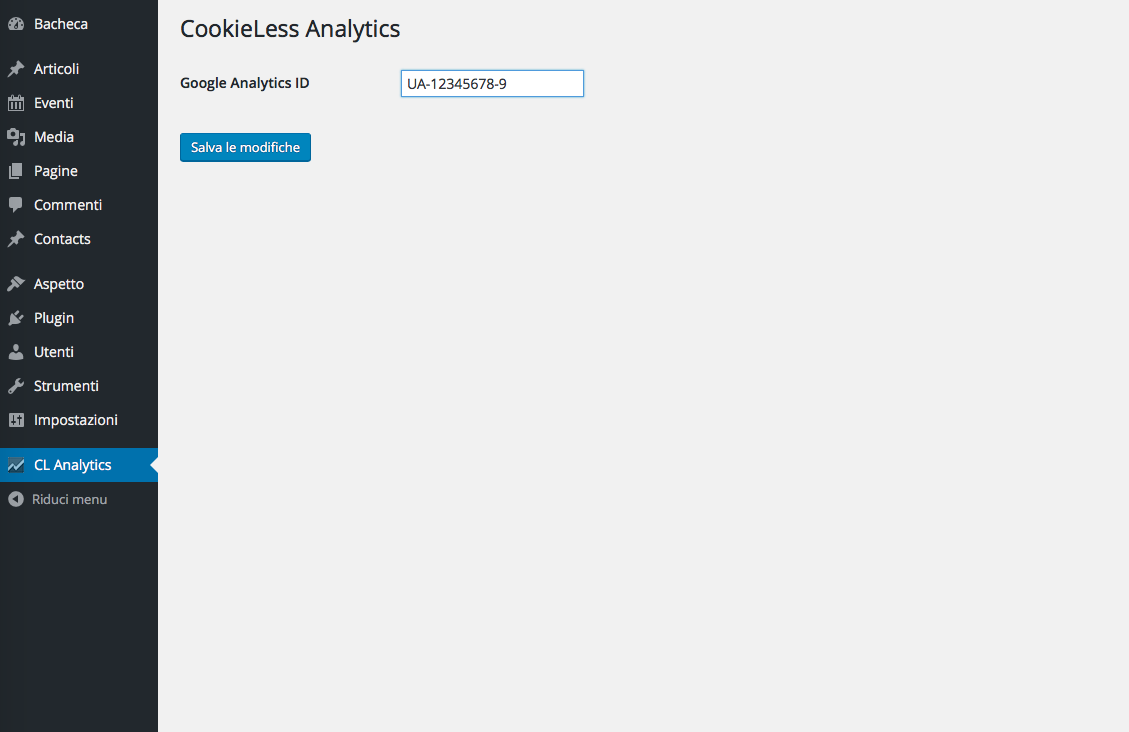 Bacheca
Articoli
Eventi
Media
Pagine
Commenti
Contacts
Aspetto
Plugin
Utenti
Strumenti
Impostazioni
CL Analytics
Riduci menu
CookieLess Analytics
Google Analytics ID
UA-12345678-9
Salva le modifiche